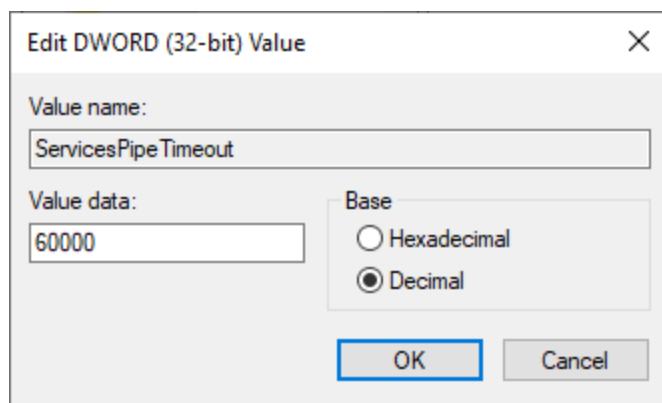 Edit DWORD (32-bit) Value
Value name:
ServicesPipeTimeout
Value data:
60000
Base
Hexadecimal
Decimal
OK
Cancel